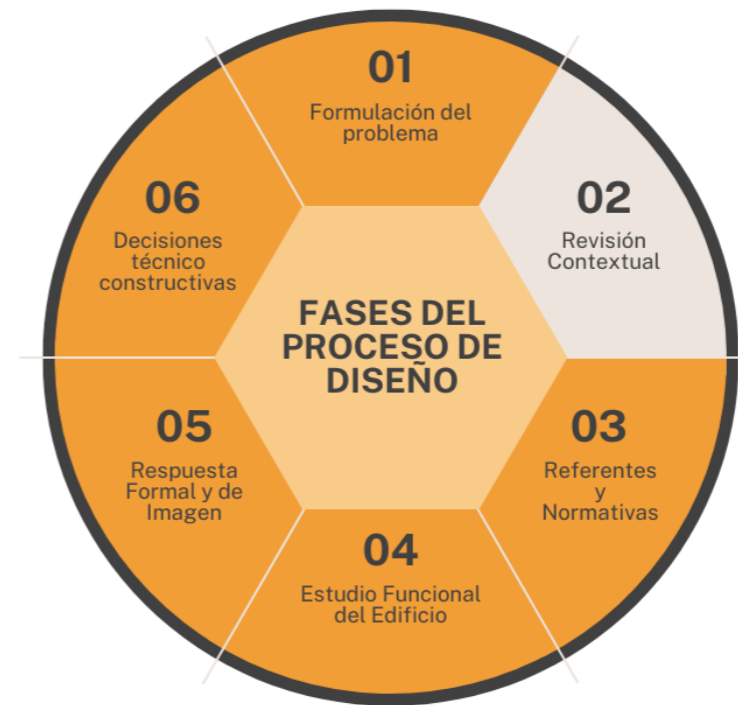 01
Formulación del
problema
02
Revisión
Contextual
03
Referentes
y
Normativas
04
Estudio Funcional
del Edificio
05
Respuesta
Formal y de
Imagen
06
Decisiones
técnico
constructivas
FASES DEL
PROCESO DE
DISEÑO